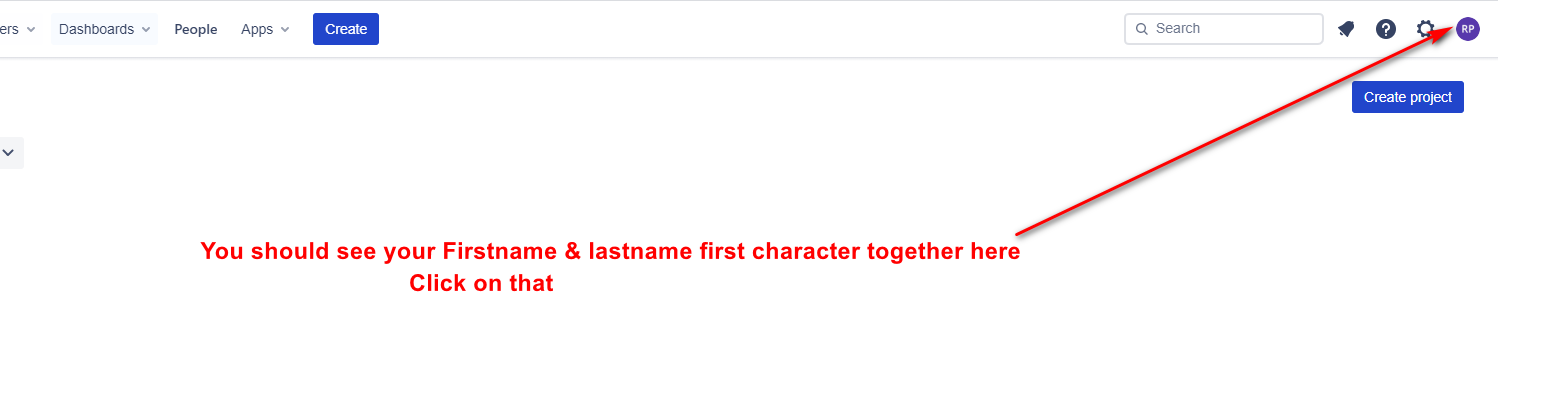 ers Dashboards People Apps Create Search RP
Create project
You should see your Firstname & lastname first character together here
Click on that